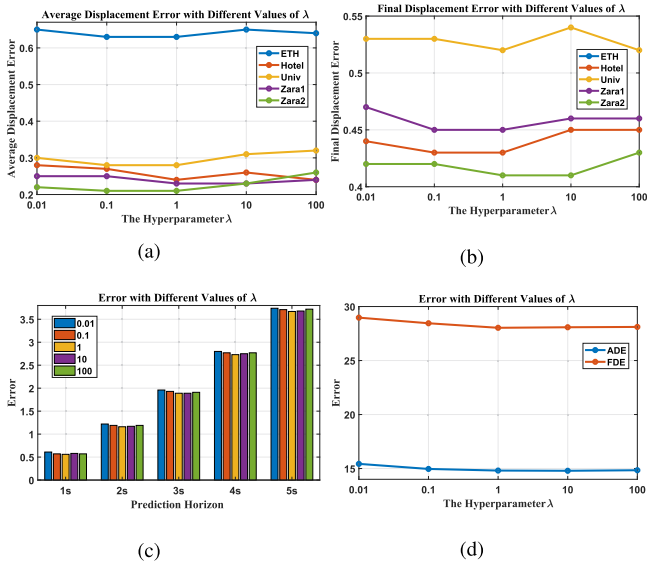 Average Displacement Error with Different Values of λ
Average Displacement Error
0.6
0.5
0.4
0.3
0.2
0.01
0.1
1
10
100
The Hyperparameter λ
ETH
Hotel
Univ
Zara1
Zara2
(a)
Final Displacement Error with Different Values of λ
Final Displacement Error
0.55
0.5
0.45
0.4
0.01
0.1
1
10
100
The Hyperparameter λ
ETH
Hotel
Univ
Zara1
Zara2
(b)
Error with Different Values of λ
Error
3.5
3
2.5
2
1.5
1
0.5
0
1s
2s
3s
4s
5s
Prediction Horizon
0.01
0.1
1
10
100
(c)
Error with Different Values of λ
Error
30
25
20
15
0.01
0.1
1
10
100
The Hyperparameter λ
ADE
FDE
(d)